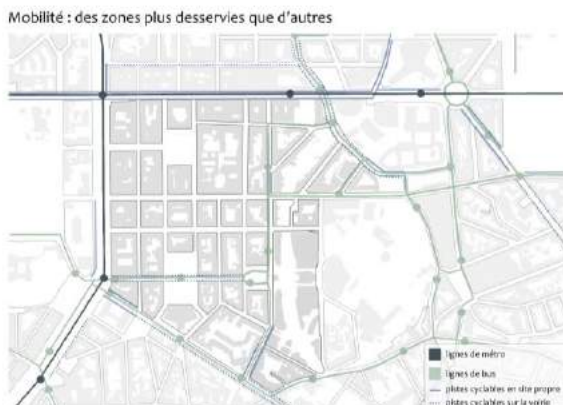 Mobilité : des zones plus desservies que d'autres
lignes de métro
lignes de bus
pistes cyclables en site propre
pistes cyclables sur la voirie